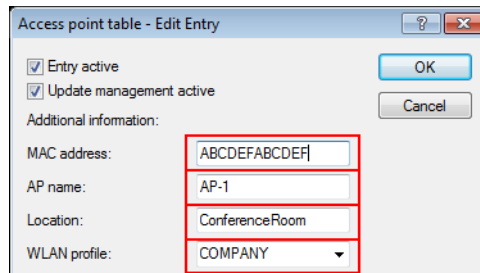 Access point table - Edit Entry
Entry active
OK
Update management active
Cancel
Additional information:
MAC address: ABCDEFABCDEF
AP name: AP-1
Location: ConferenceRoom
WLAN profile: COMPANY